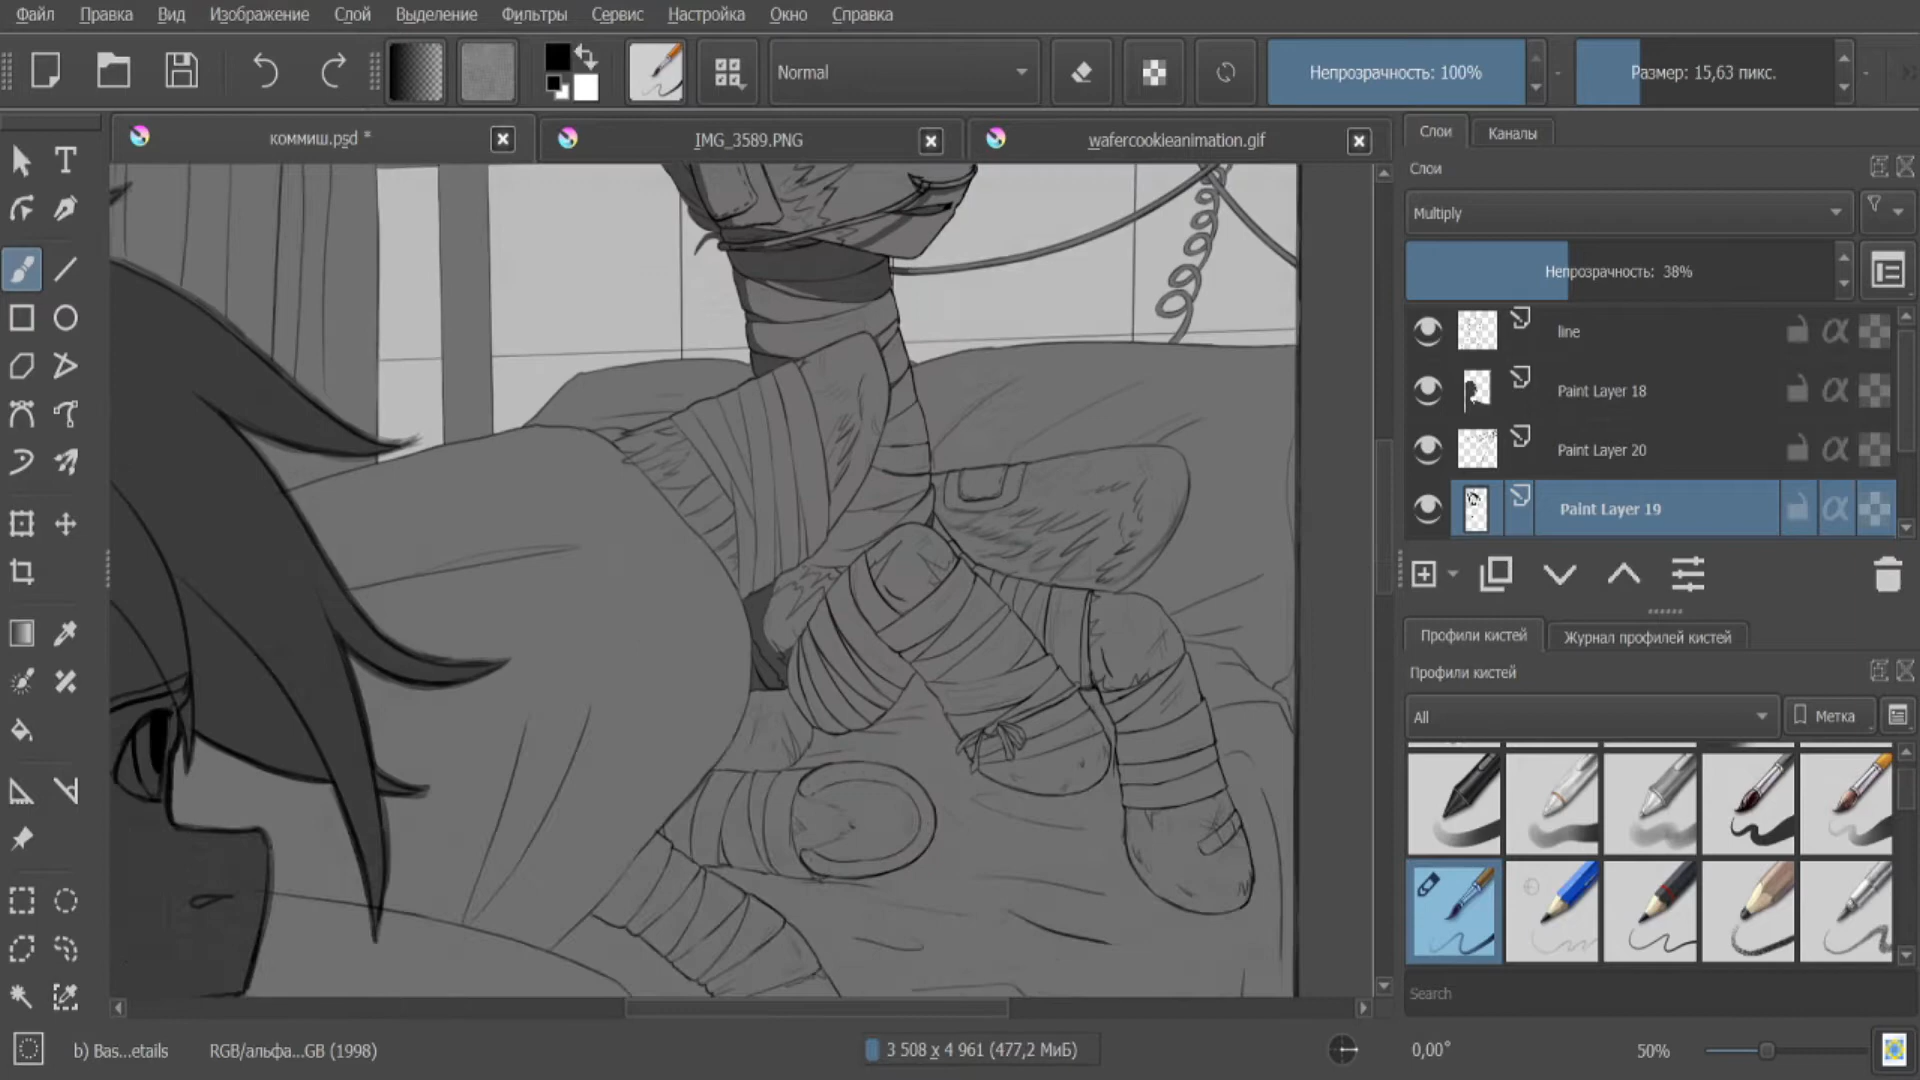 Файл Правка Вид Изображение Слой Выделение Фильтры Сервис Настройка Окно Справка
Normal
Непрозрачность: 100%
Размер: 15,63 пикс.
коммиш.psd *
IMG_3589.PNG
wafercookieanimation.gif
Слои
Каналы
Слои
Multiply
Непрозрачность: 38%
line
Paint Layer 18
Paint Layer 20
Paint Layer 19
Профили кистей
Журнал профилей кистей
Профили кистей
All
Метка
Search
b) Bas...etails
RGB/альфа...GB (1998)
3 508 x 4 961 (477,2 МиБ)
0,00°
50%